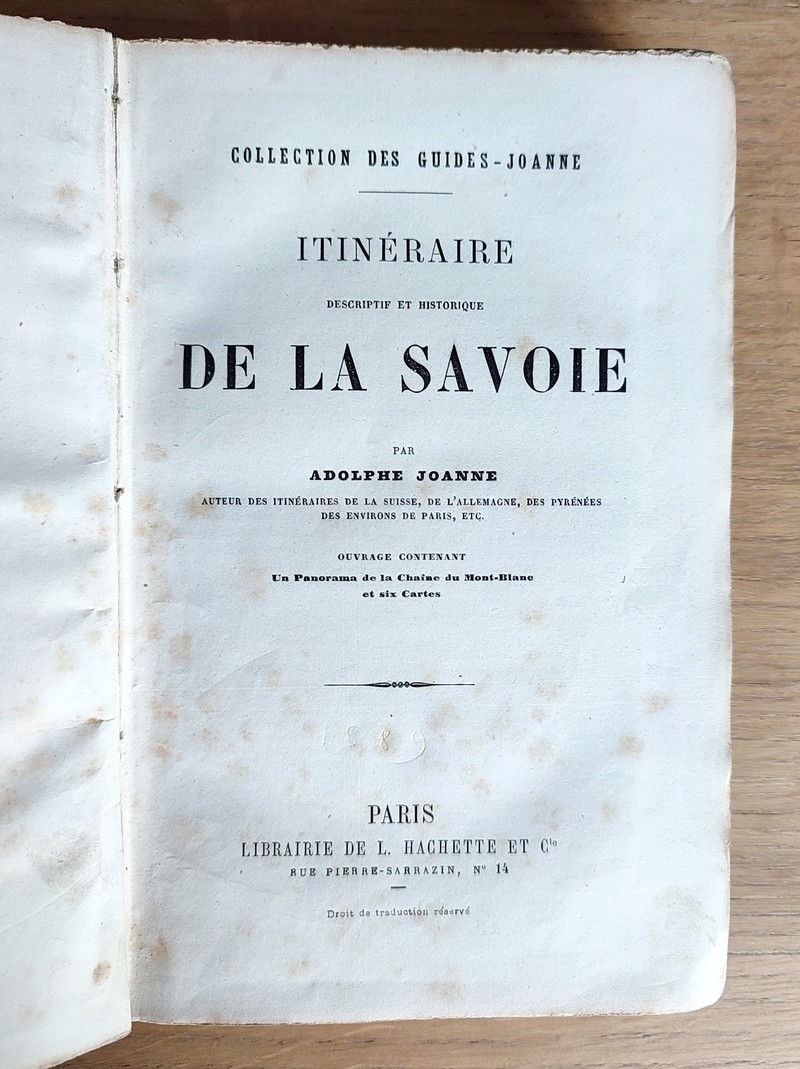 COLLECTION DES GUIDES-JOANNE
ITINÉRAIRE
DESCRIPTIF ET HISTORIQUE
DE LA SAVOIE
PAR
ADOLPHE JOANNE
AUTEUR DES ITINÉRAIRES DE LA SUISSE, DE L'ALLEMAGNE, DES PYRÉNÉES
DES ENVIRONS DE PARIS, ETC.
OUVRAGE CONTENANT
Un Panorama de la Chaîne du Mont-Blanc
et six Cartes
PARIS
LIBRAIRIE DE L. HACHETTE ET Cie
RUE PIERRE-SARRAZIN, No 14
Droit de traduction réservé